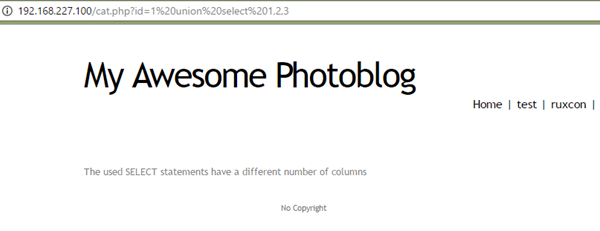 192.168.227.100/cat.php?id=1%20union%20select%201,2,3
My Awesome Photoblog
Home | test | ruxcon |
The used SELECT statements have a different number of columns
No Copyright